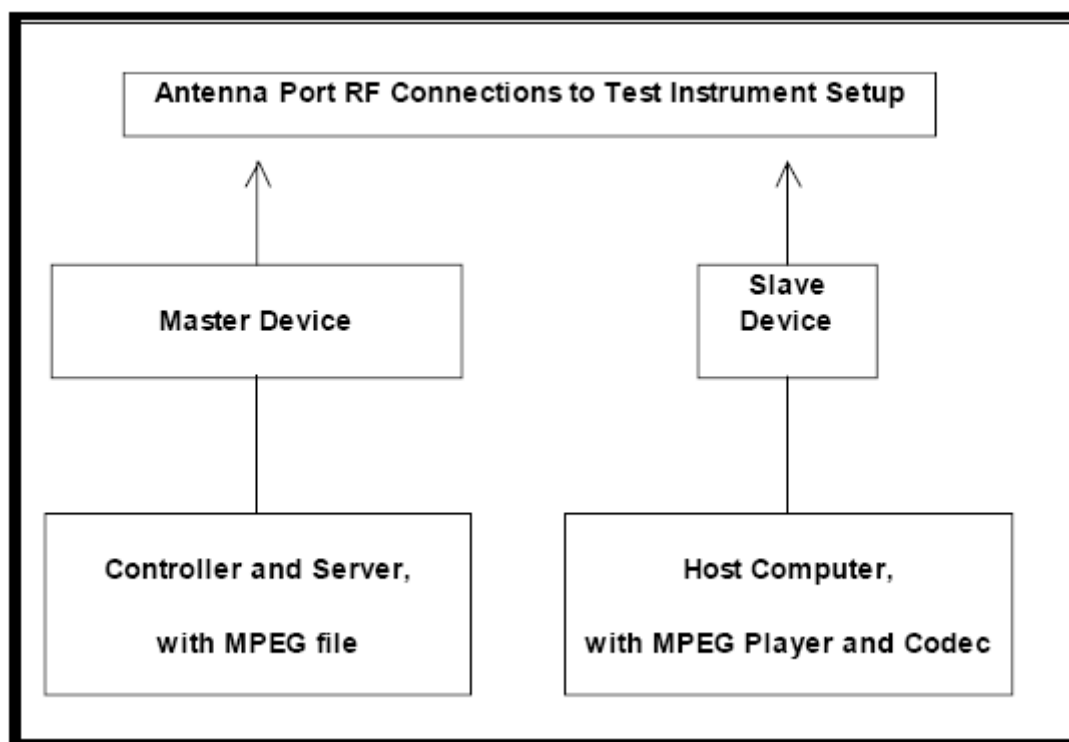 Antenna Port RF Connections to Test Instrument Setup
Master Device
Slave
Device
Controller and Server,
with MPEG file
Host Computer,
with MPEG Player and Codec